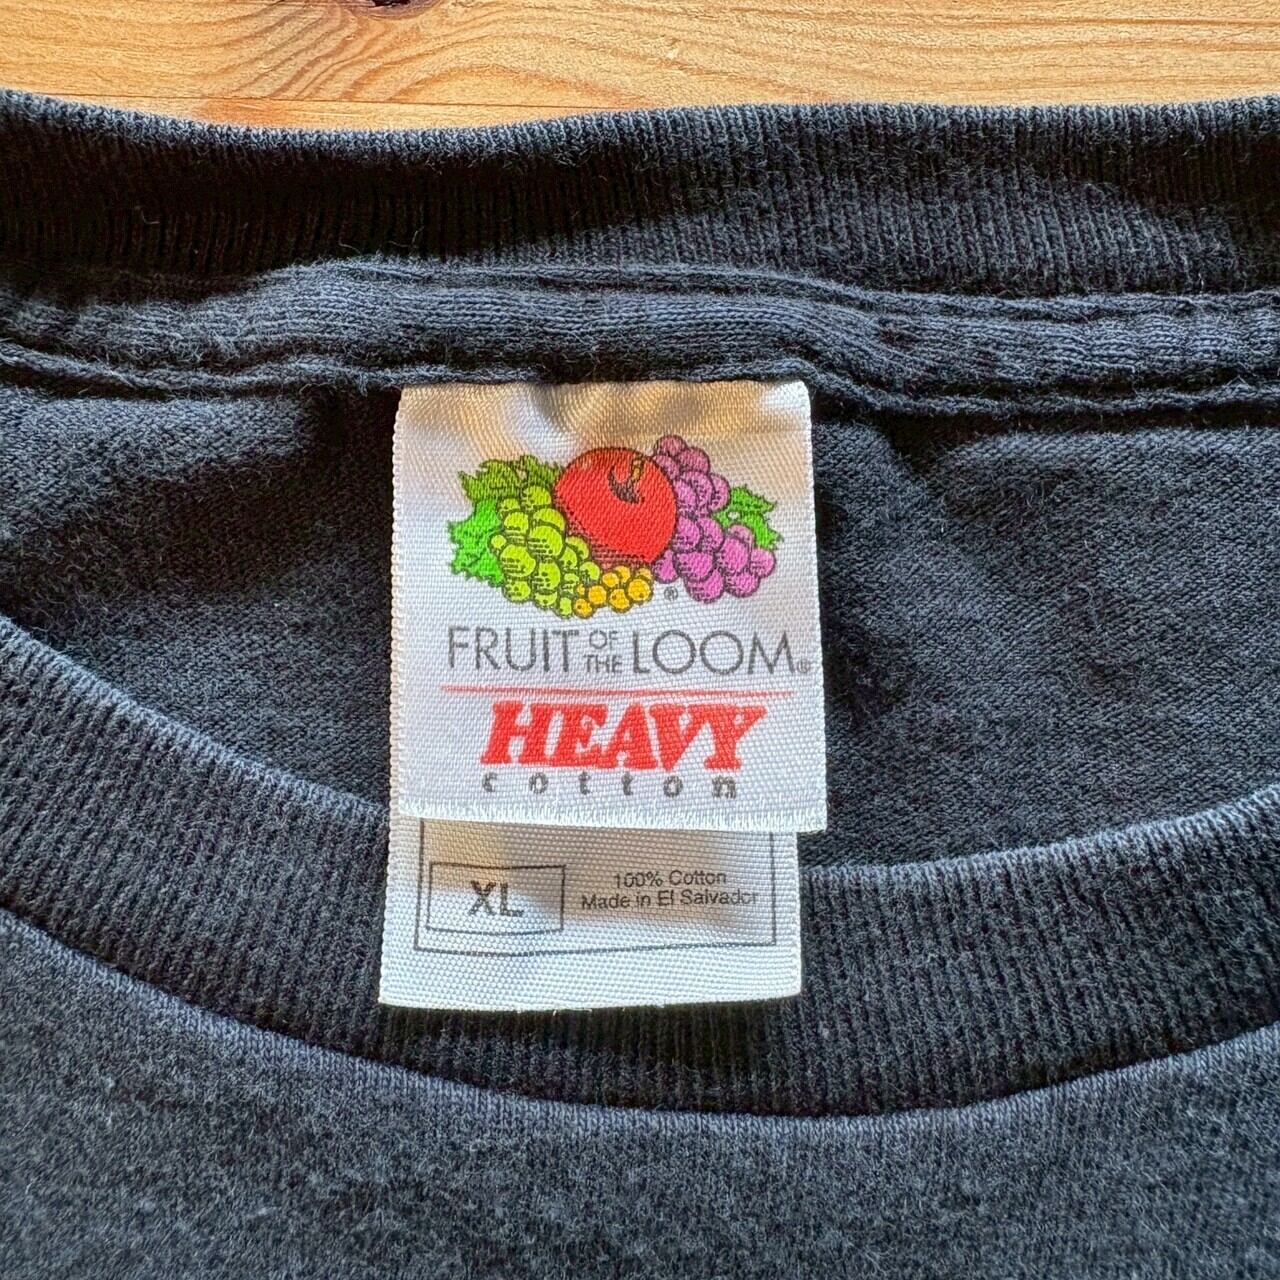 ®
FRUIT OF THE LOOM®
HEAVY
cotton
XL
100% Cotton
Made in El Salvador